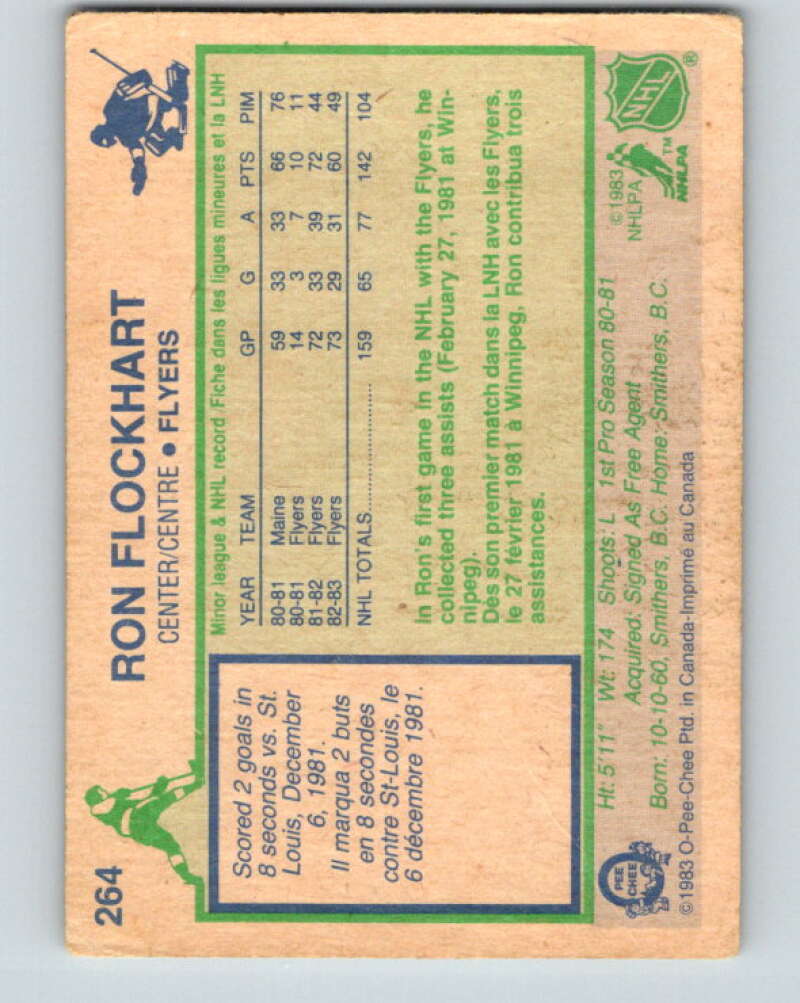 264
RON FLOCKHART
CENTER/CENTRE • FLYERS
Scored 2 goals in
8 seconds vs. St.
Louis, December
6, 1981.
Il marqua 2 buts
en 8 secondes
contre St-Louis, le
6 décembre 1981.
Minor league & NHL record/Fiche dans les ligues mineures et la LNH
YEAR TEAM GP G A PTS PIM
80-81 Maine 59 33 33 66 76
80-81 Flyers 14 3 7 10 11
81-82 Flyers 72 33 39 72 44
82-83 Flyers 73 29 31 60 49
NHL TOTALS.................... 159 65 77 142 104
In Ron's first game in the NHL with the Flyers, he
collected three assists (February 27, 1981 at Win-
nipeg).
Dès son premier match dans la LNH avec les Flyers,
le 27 février 1981 à Winnipeg, Ron contribua trois
assistances.
Ht: 5'11" Wt: 174 Shoots: L 1st Pro Season 80-81
Acquired: Signed As Free Agent
Born: 10-10-60, Smithers, B.C. Home: Smithers, B.C.
©1983 O-Pee-Chee Ptd. in Canada-Imprimé au Canada
PEE
CHEE
©1983
NHLPA
NHL
®
TM
NHLPA